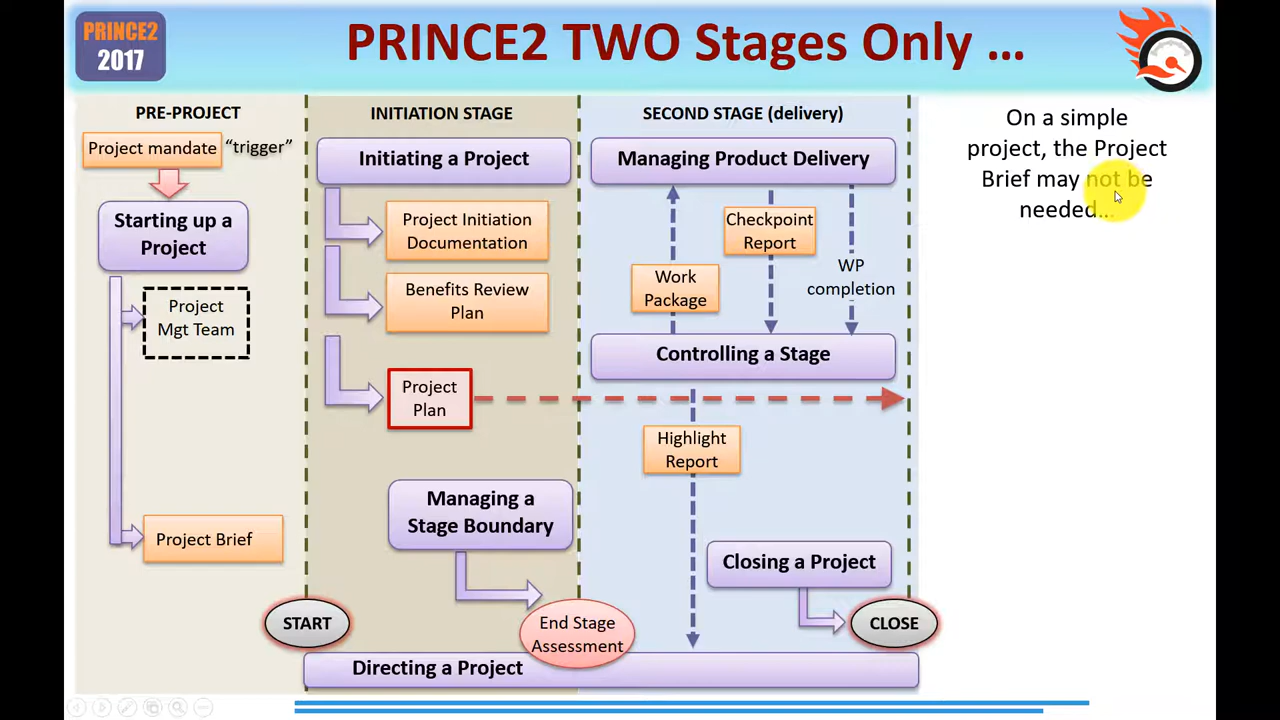 PRINCE2
2017
PRINCE2 TWO Stages Only ...
PRE-PROJECT
Project mandate
“trigger”
Starting up a
Project
Project
Mgt Team
Project Brief
START
INITIATION STAGE
Initiating a Project
Project Initiation
Documentation
Benefits Review
Plan
Project
Plan
Managing a
Stage Boundary
End Stage
Assessment
Directing a Project
SECOND STAGE (delivery)
Managing Product Delivery
Work
Package
Checkpoint
Report
WP
completion
Controlling a Stage
Highlight
Report
Closing a Project
CLOSE
On a simple
project, the Project
Brief may not be
needed...